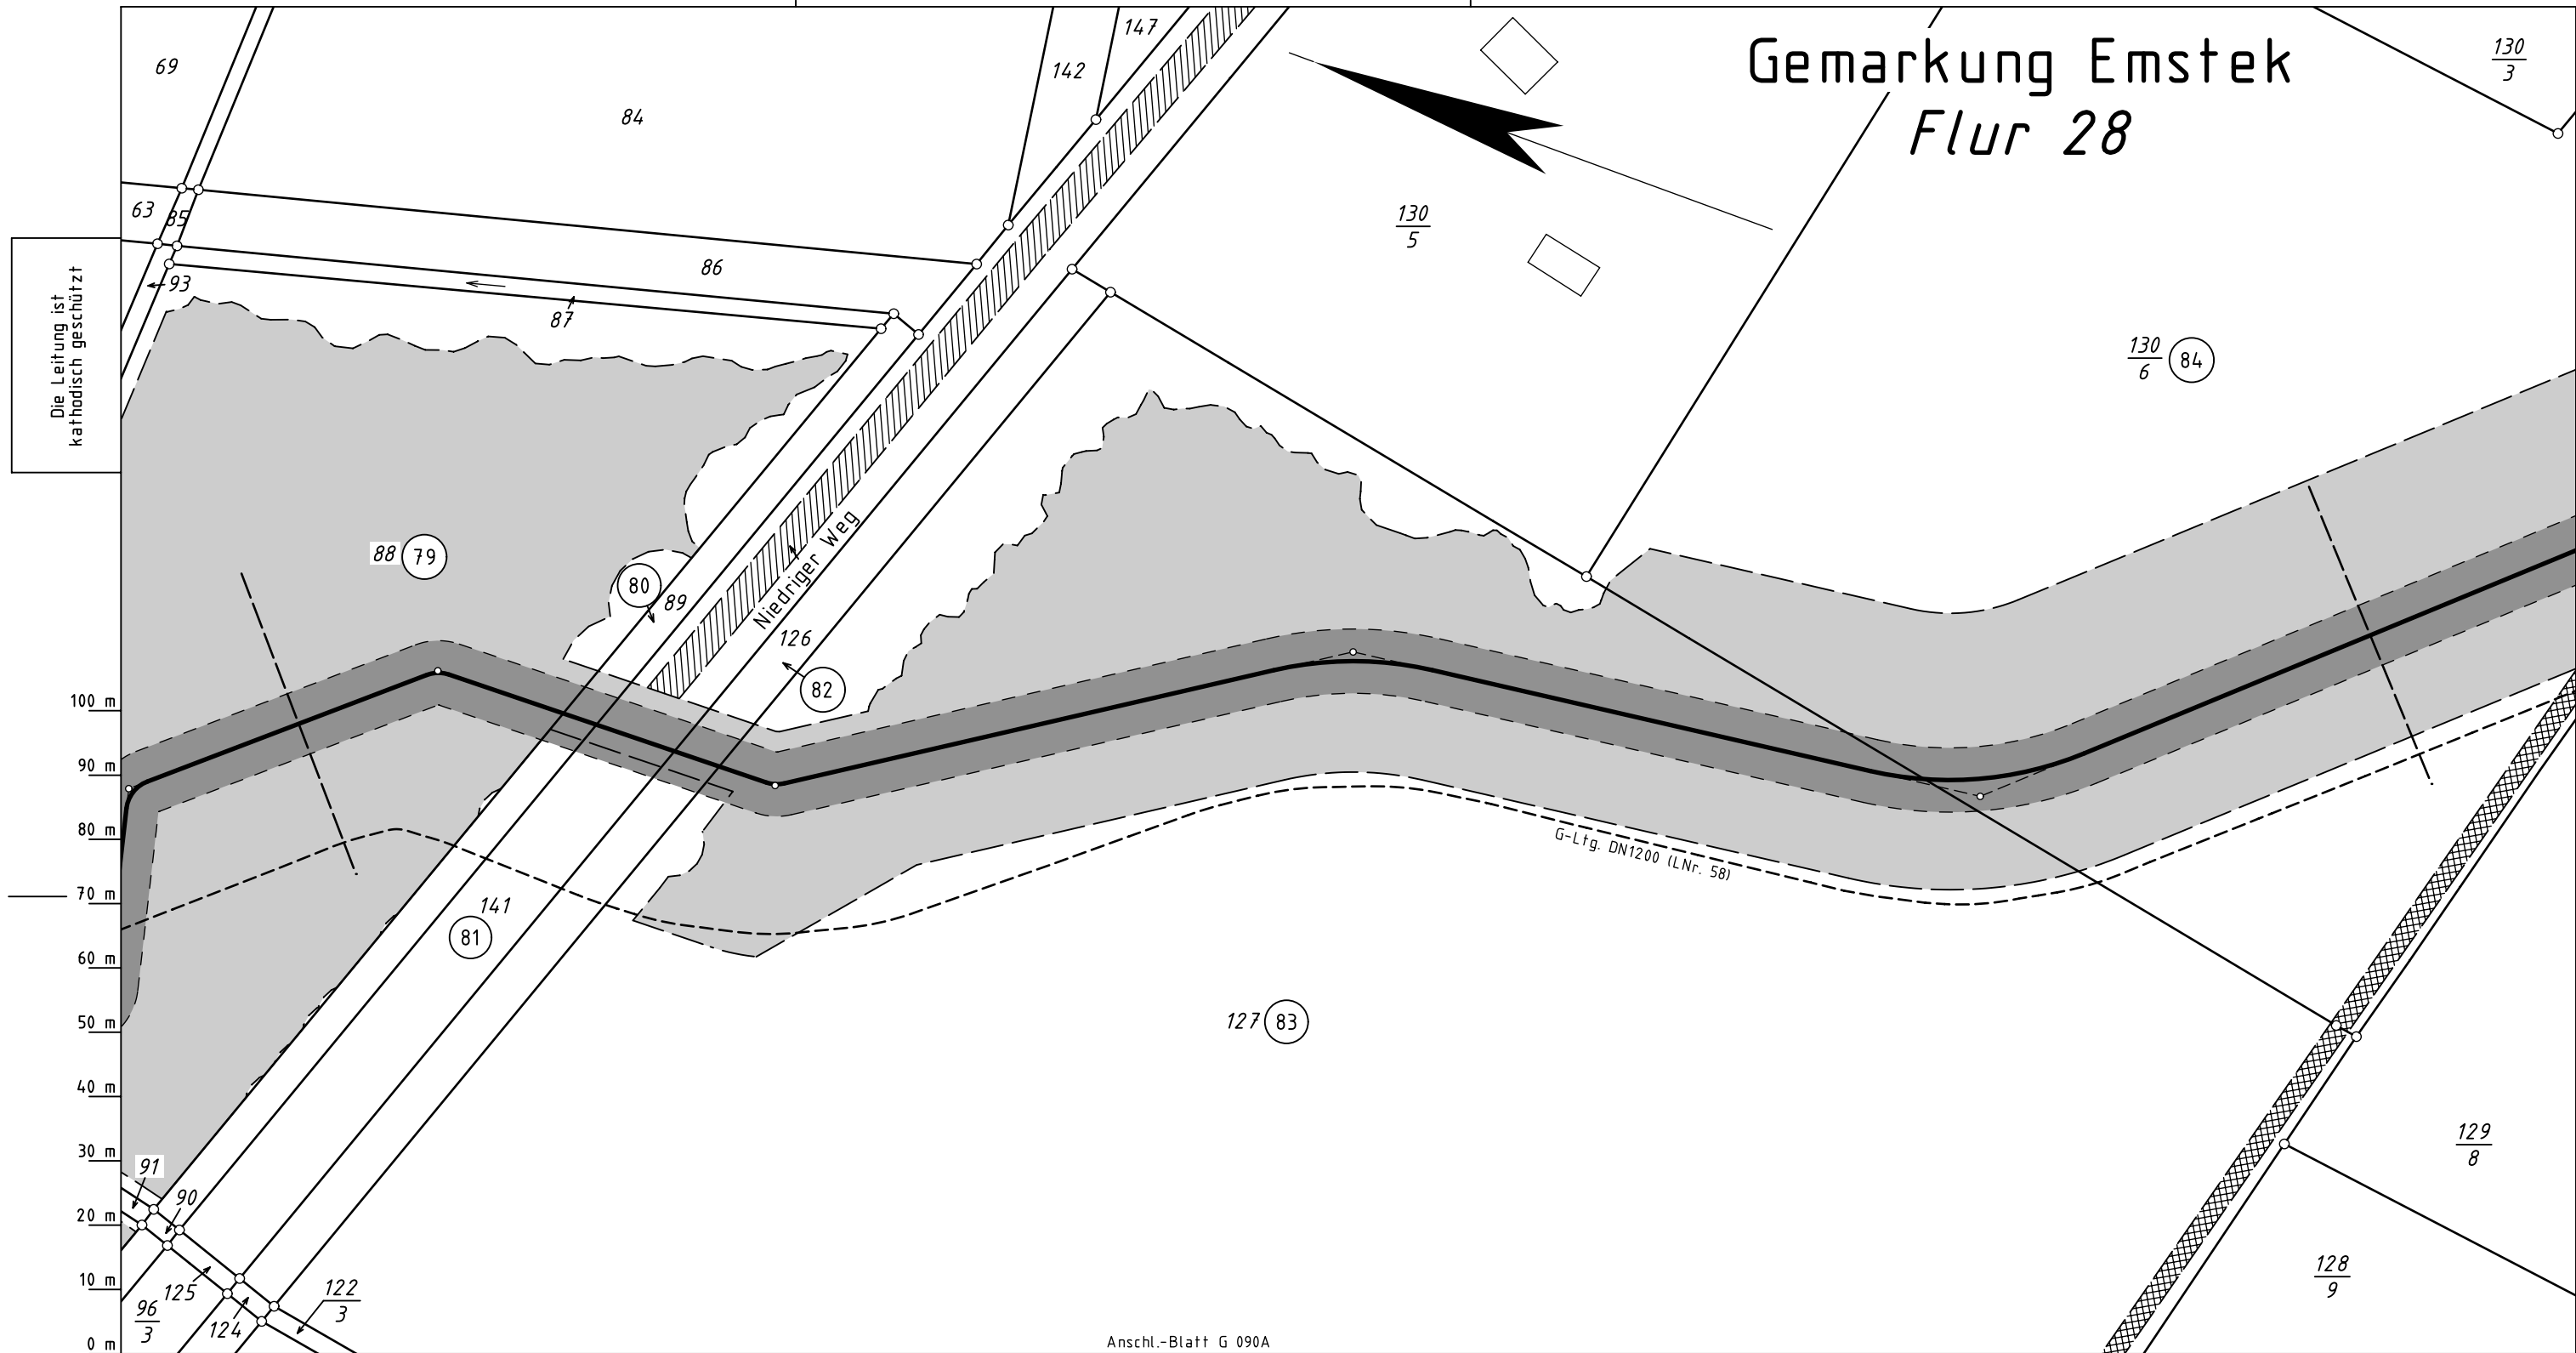 Gemarkung Emstek
Flur 28
69
84
142
147
130
3
63
85
93
86
87
130
5
130
6
84
Die Leitung ist
kathodisch geschützt
88
79
80
89
Niedriger Weg
126
82
141
81
G-Ltg. DN1200 (LNr. 58)
127
83
100 m
90 m
80 m
70 m
60 m
50 m
40 m
30 m
20 m
10 m
0 m
91
90
125
96
3
124
122
3
129
8
128
9
Anschl.-Blatt G 090A